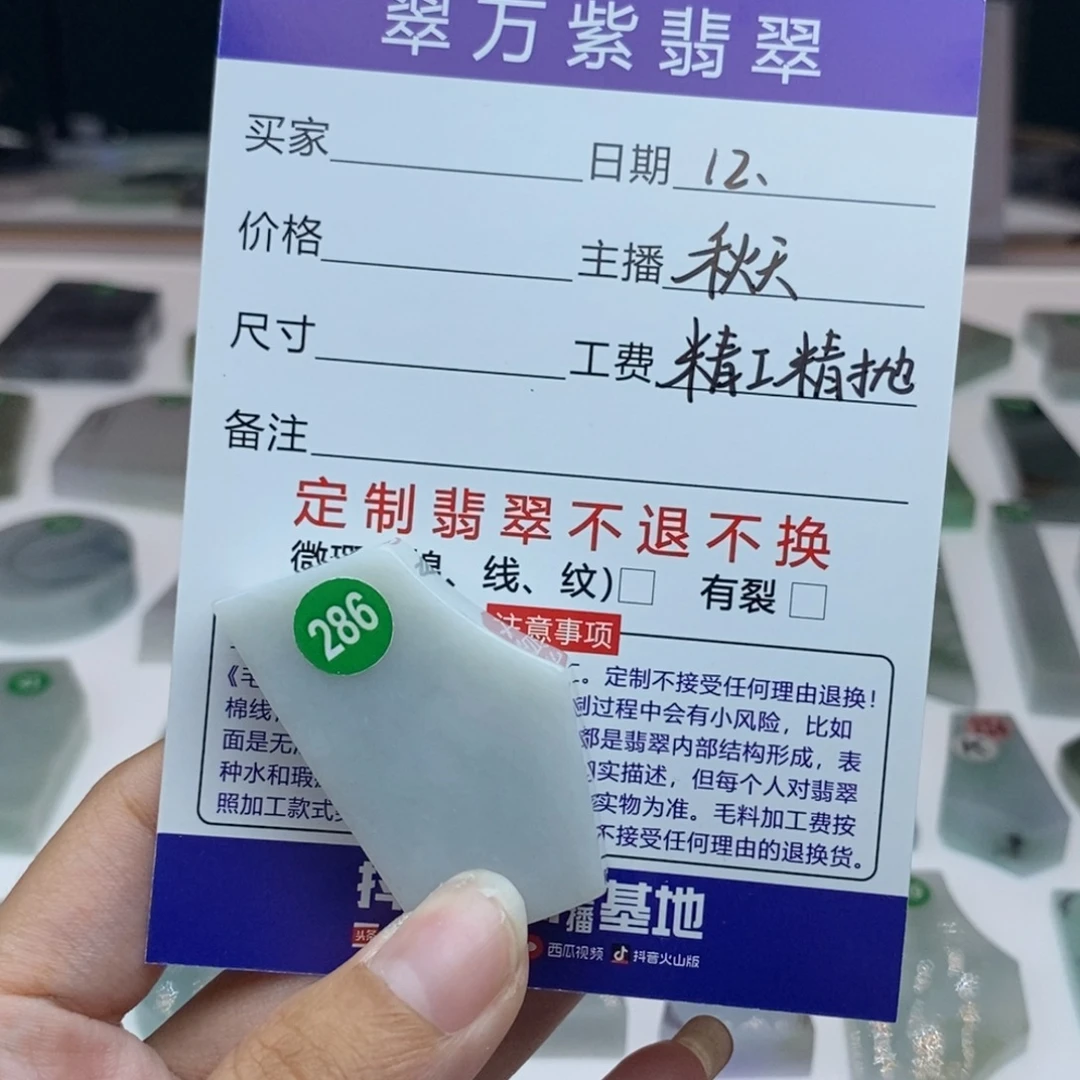 翠万紫翡翠
买家 日期 12、
价格 主播 秋天
尺寸 工费 精工精抛
备注
定制翡翠不退不换
微 、线、纹)□ 有裂□
286
注意事项
《 。定制不接受任何理由退换!
棉线 过程中会有小风险，比如
面是无 都是翡翠内部结构形成，表
种水和瑕 实描述，但每个人对翡翠
照加工款式 实物为准。毛料加工费按
不接受任何理由的退换货。
抖 播基地
头条 西瓜视频 抖音火山版